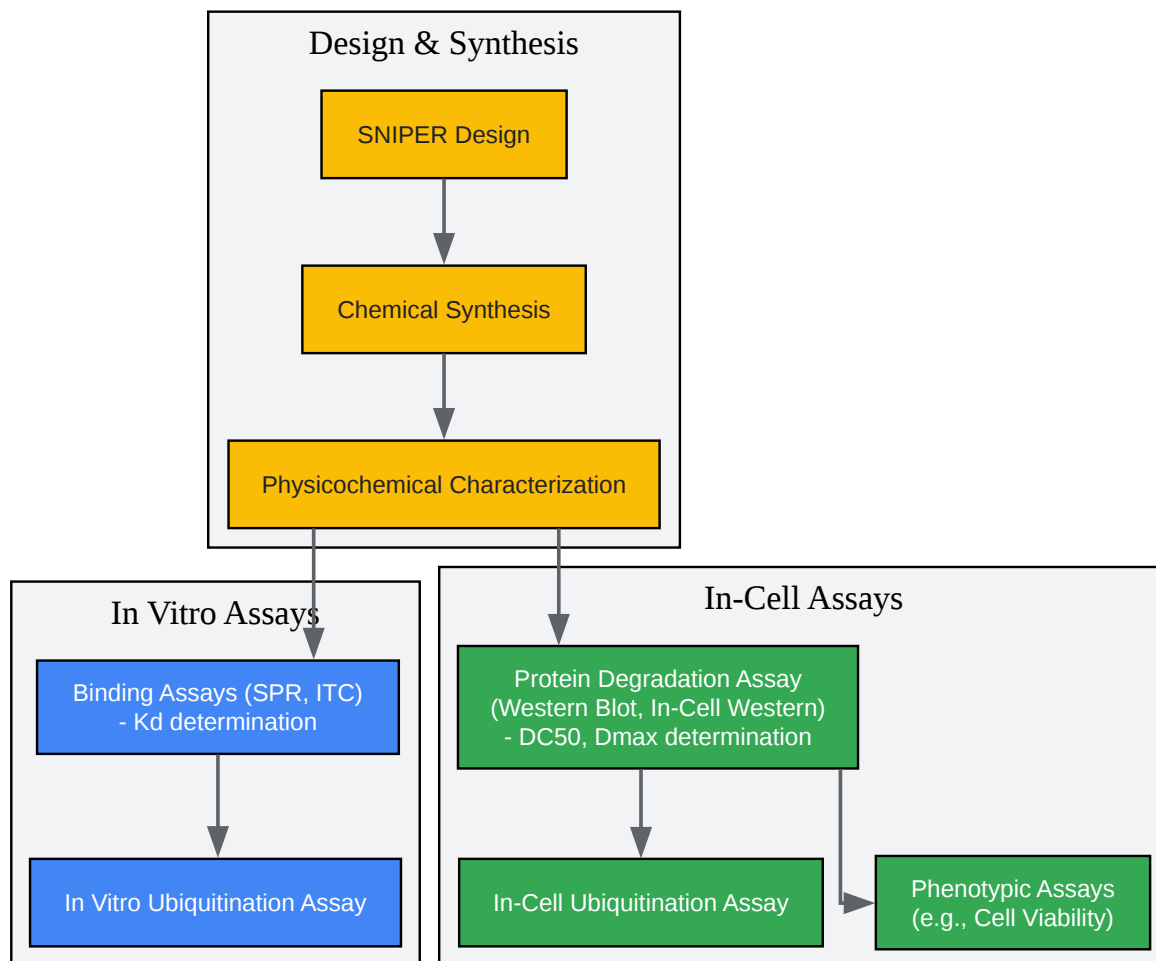 Design & Synthesis
SNIPER Design
Chemical Synthesis
Physicochemical Characterization
In Vitro Assays
Binding Assays (SPR, ITC)
- Kd determination
In Vitro Ubiquitination Assay
In-Cell Assays
Protein Degradation Assay
(Western Blot, In-Cell Western)
- DC50, Dmax determination
In-Cell Ubiquitination Assay
Phenotypic Assays
(e.g., Cell Viability)